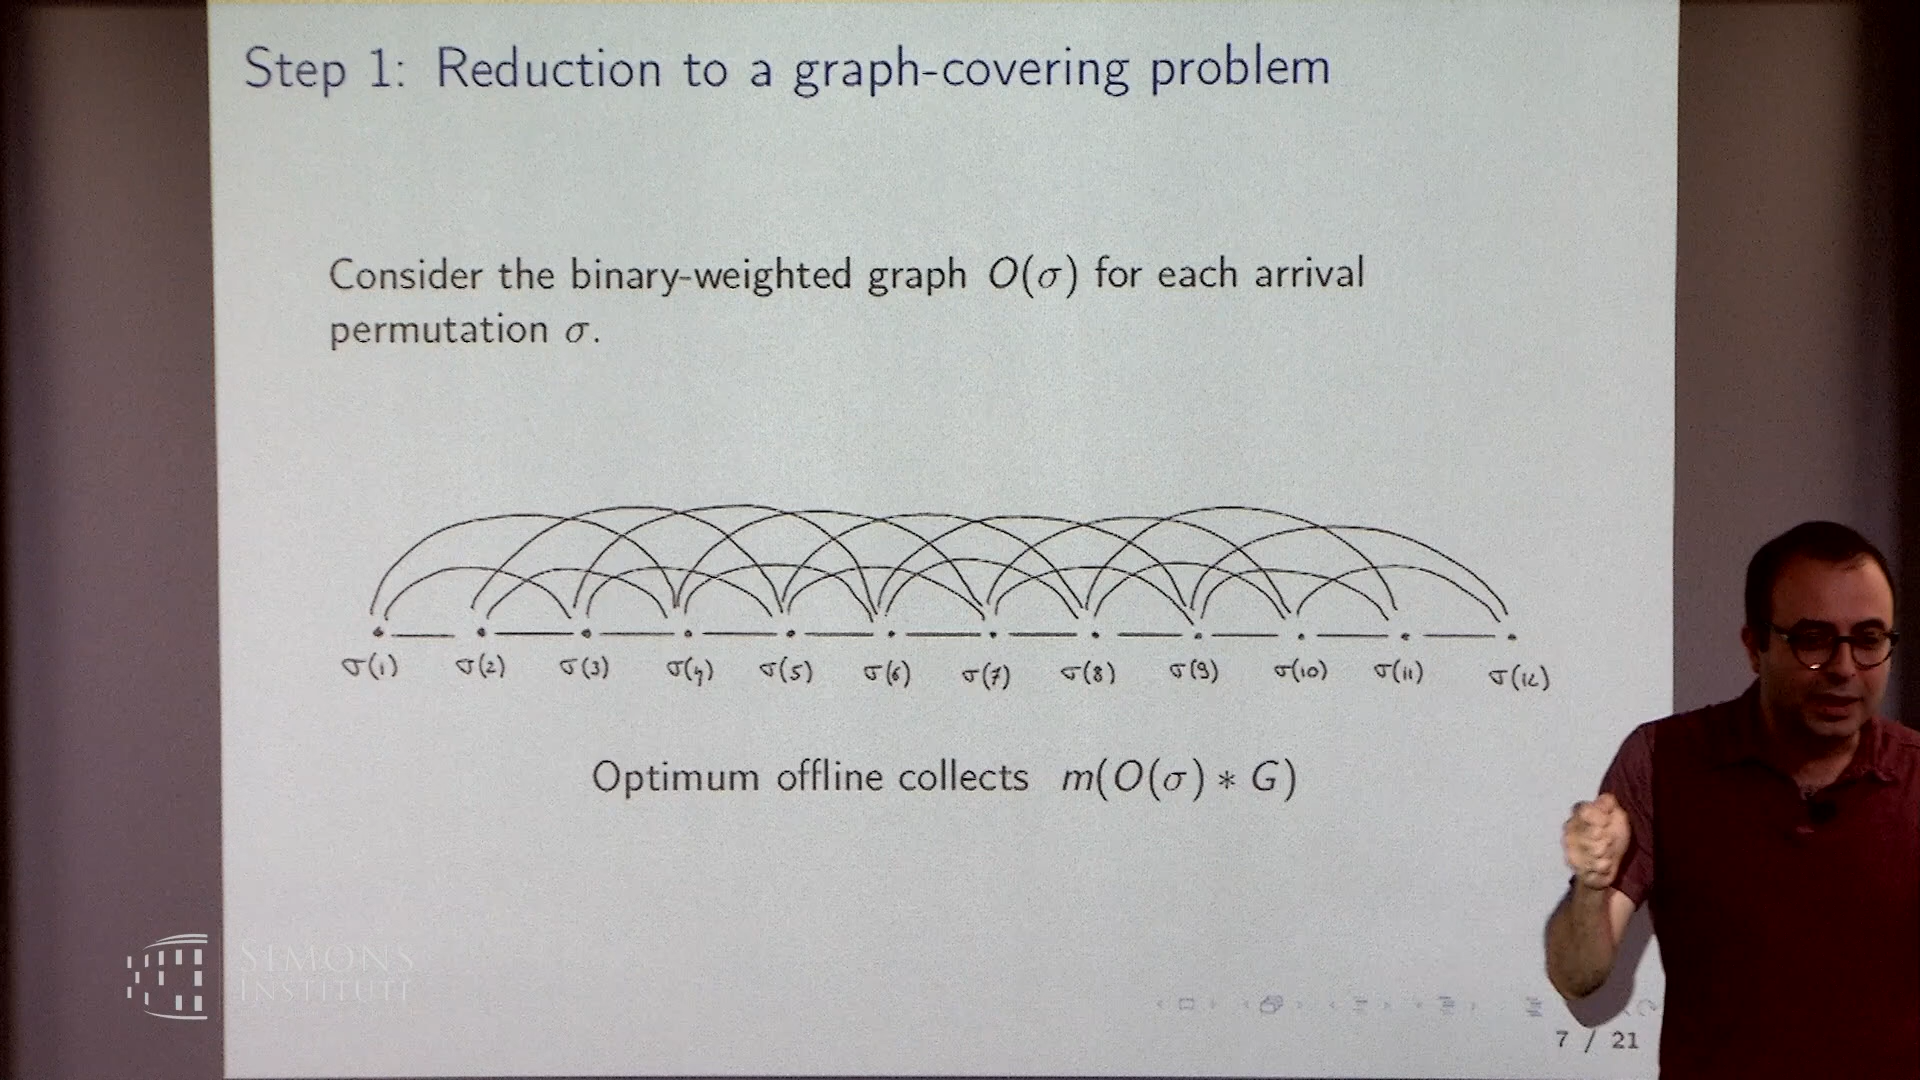 Step 1: Reduction to a graph-covering problem
Consider the binary-weighted graph O(σ) for each arrival
permutation σ.
σ(1) σ(2) σ(3) σ(4) σ(5) σ(6) σ(7) σ(8) σ(9) σ(10) σ(11) σ(12)
Optimum offline collects m(O(σ) ∗ G)
SIMONS
INSTITUTE
7 / 21